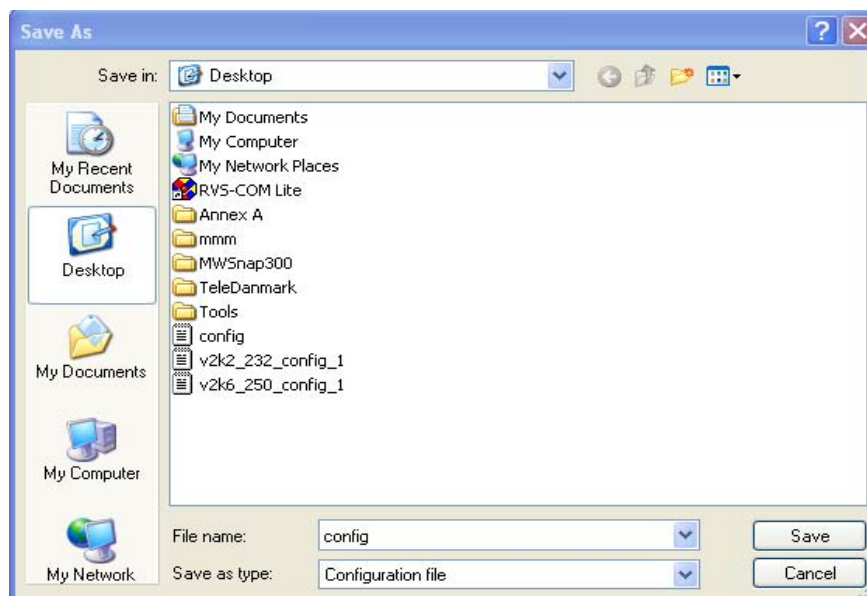 Save As
Save in:
Desktop
My Recent
Documents
Desktop
My Documents
My Computer
My Network
My Documents
My Computer
My Network Places
RVS-COM Lite
Annex A
mmm
MWSnap300
TeleDanmark
Tools
config
v2k2_232_config_1
v2k6_250_config_1
File name:
config
Save
Save as type:
Configuration file
Cancel